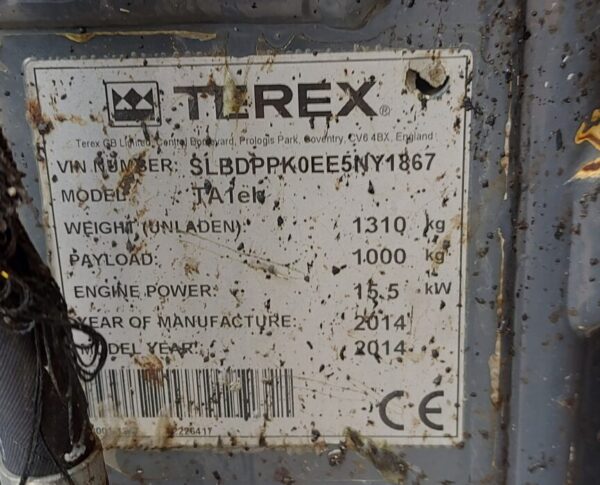 TEREX®
Terex GB Limited, Central Boulevard, Prologis Park, Coventry, CV6 4BX, England
VIN NUMBER: SLBDPPK0EE5NY1867
MODEL:
WEIGHT (UNLADEN): 1310 kg
PAYLOAD: 1000 kg
ENGINE POWER: 15.5 kW
YEAR OF MANUFACTURE: 2014
MODEL YEAR: 2014
CE